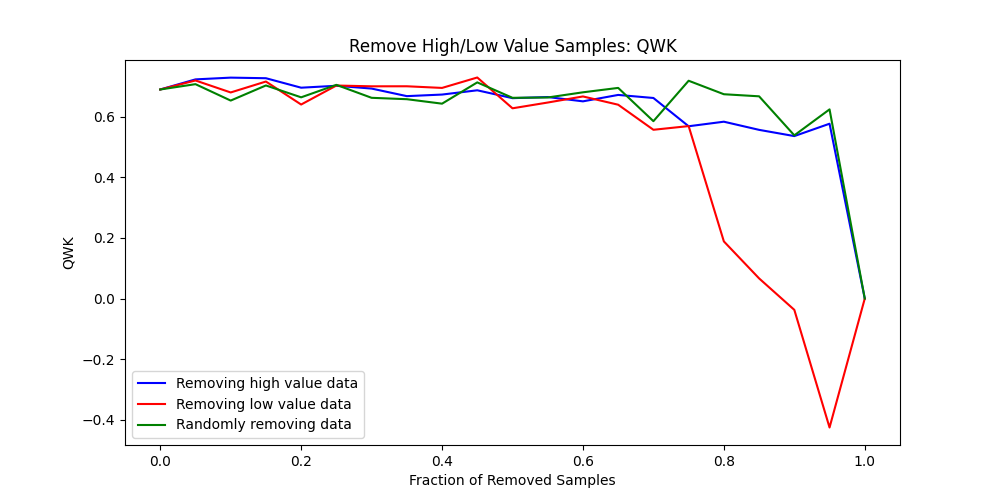 Remove High/Low Value Samples: QWK
QWK
0.6
0.4
0.2
0.0
−0.2
−0.4
Removing high value data
Removing low value data
Randomly removing data
0.0 0.2 0.4 0.6 0.8 1.0
Fraction of Removed Samples